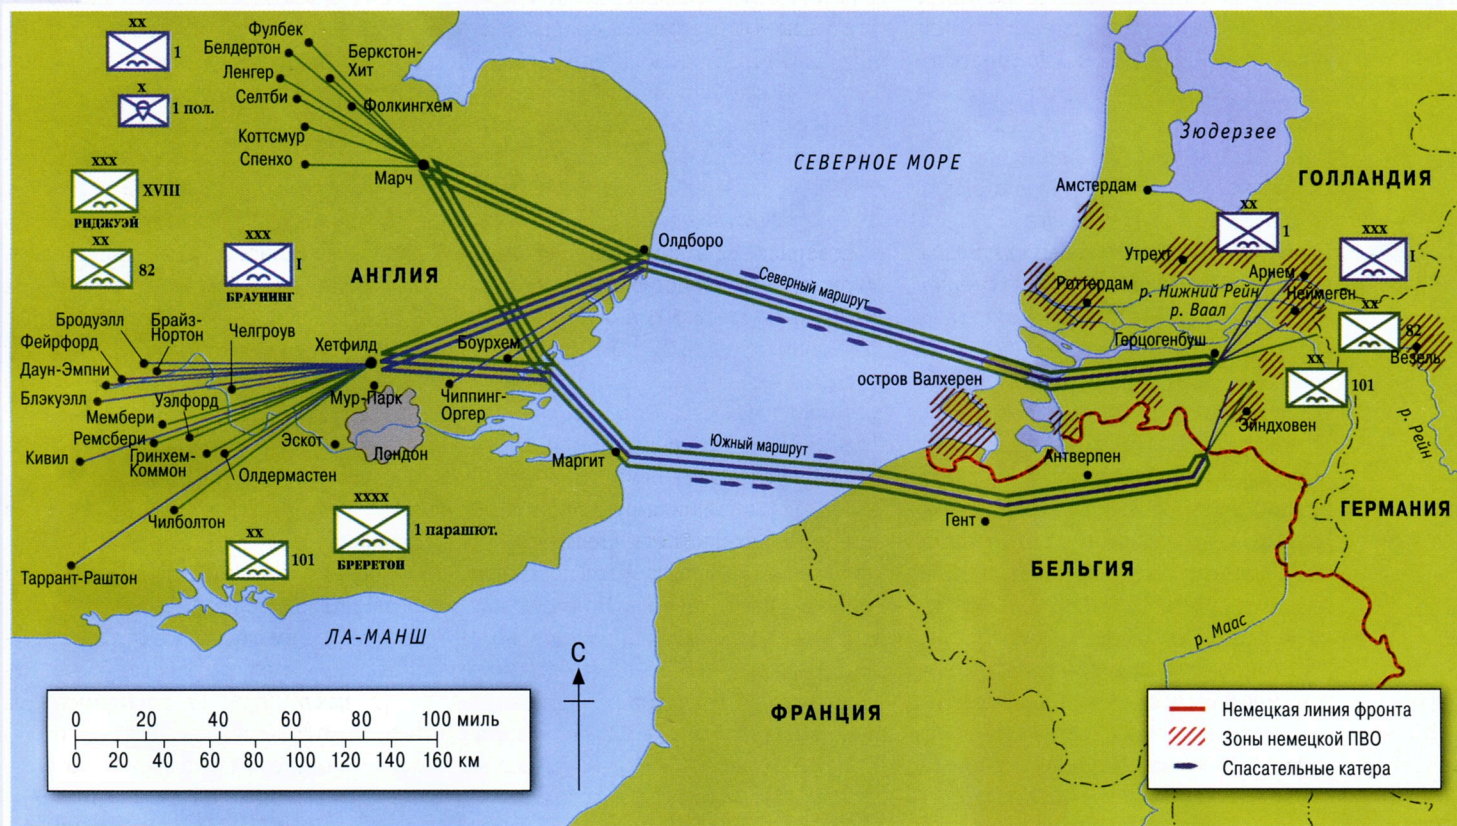 XX
1
X
1 пол.
XXX
XVIII
РИДЖУЭЙ
XX
82
XXX
I
БРАУНИНГ
Фулбек
Белдертон
Беркстон-
Хит
Ленгер
Селтби
Фолкингхем
Коттсмур
Спенхо
Марч
АНГЛИЯ
Олдборо
СЕВЕРНОЕ МОРЕ
Северный маршрут
Бродуэлл
Брайз-
Нортон
Челгроув
Фейрфорд
Хетфилд
Боурхем
Даун-Эмпни
Блэкуэлл
Уэлфорд
Мур-Парк
Чиппинг-
Оргер
Мембери
Ремсбери
Эскот
Лондон
Кивил
Гринхем-
Коммон
Олдермастен
Маргит
Южный маршрут
Чилболтон
Таррант-Раштон
XX
101
XXXX
1 парашют.
БРЕРЕТОН
ЛА-МАНШ
Зюдерзее
Амстердам
ГОЛЛАНДИЯ
XX
1
XXX
I
Утрехт
Арнем
Роттердам
р. Нижний Рейн
Неймеген
р. Ваал
XX
82
Герцогенбуш
Везель
XX
101
остров Валхерен
Эйндховен
р. Рейн
Антверпен
Гент
ГЕРМАНИЯ
БЕЛЬГИЯ
р. Маас
ФРАНЦИЯ
С
0 20 40 60 80 100 миль
0 20 40 60 80 100 120 140 160 км
Немецкая линия фронта
Зоны немецкой ПВО
Спасательные катера